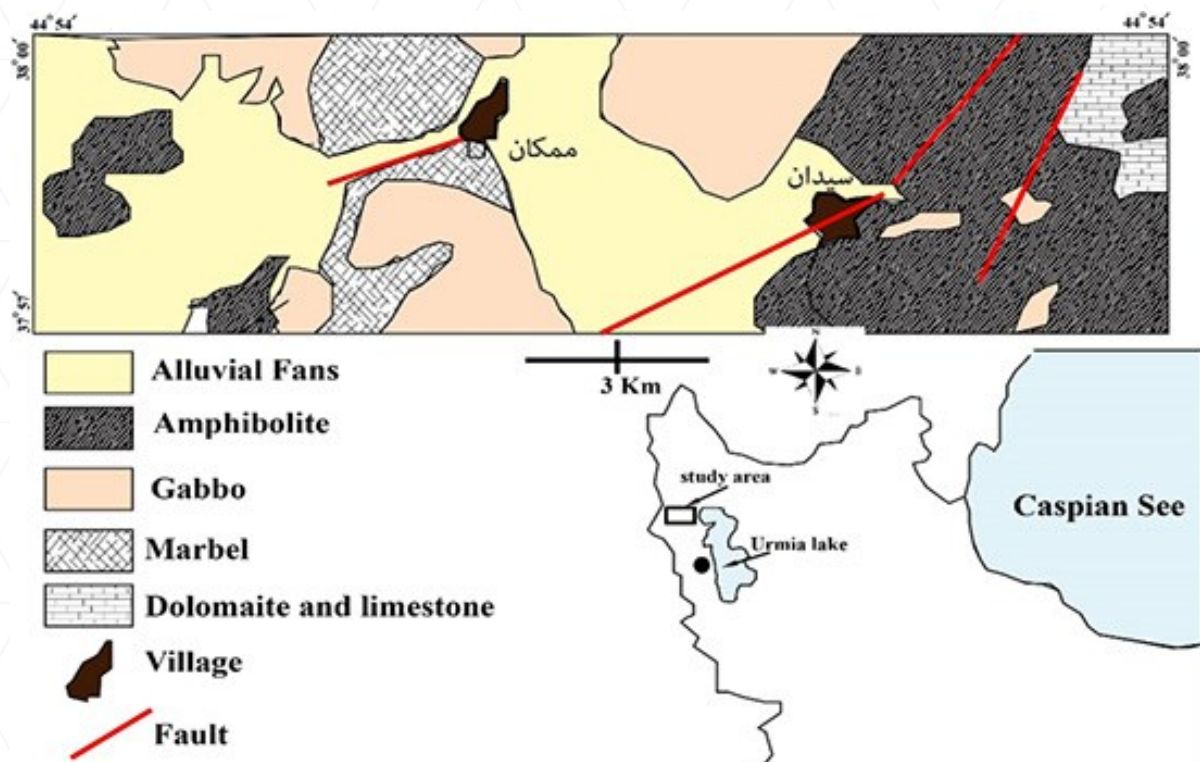 44°54′
44°54′
38°00′
38°00′
ممکان
سیدان
37°57′
Alluvial Fans
Amphibolite
Gabbo
Marbel
Dolomaite and limestone
Village
Fault
3 Km
N
W
E
S
study area
Urmia lake
Caspian See